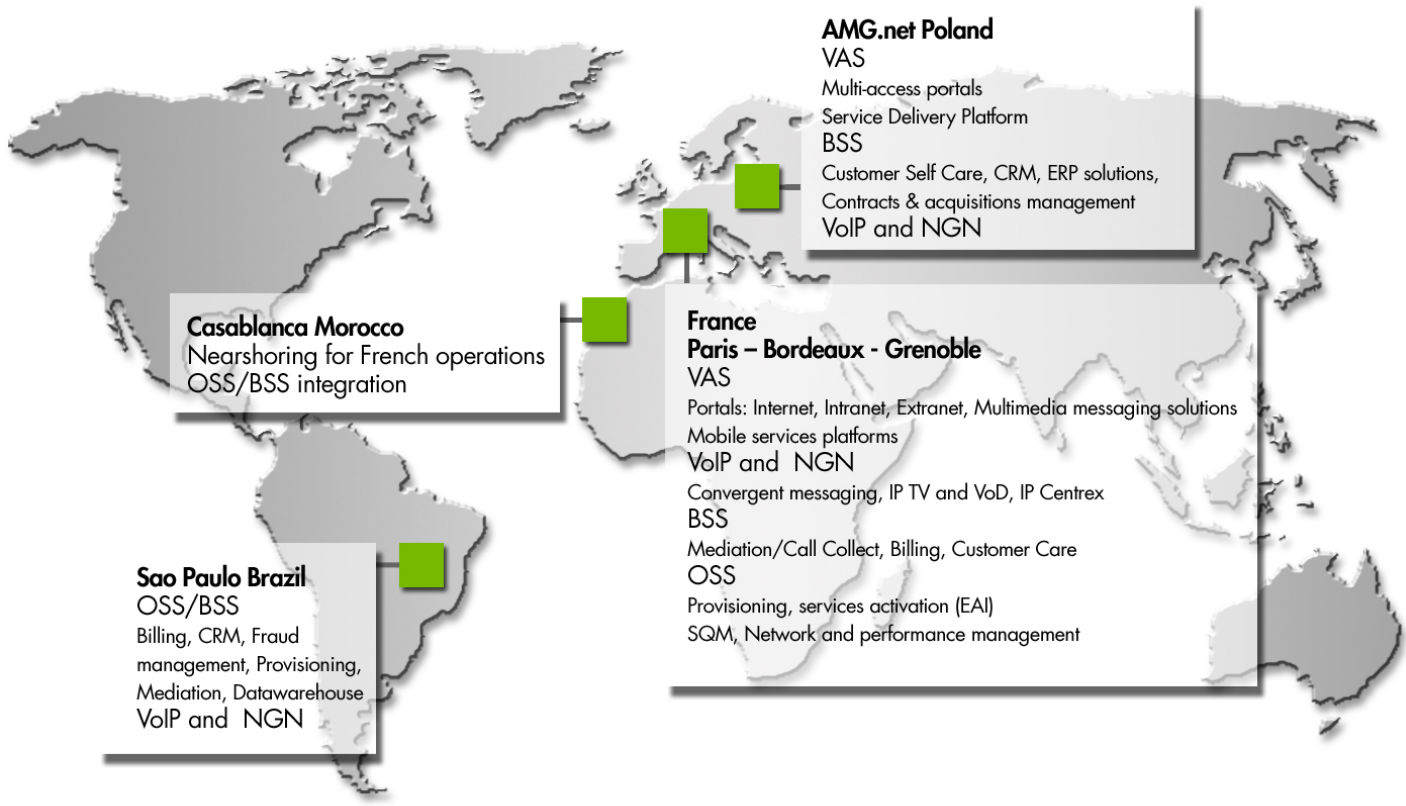 AMG.net Poland
VAS
Multi-access portals
Service Delivery Platform
BSS
Customer Self Care, CRM, ERP solutions,
Contracts & acquisitions management
VoIP and NGN
Casablanca Morocco
Nearshoring for French operations
OSS/BSS integration
France
Paris – Bordeaux - Grenoble
VAS
Portals: Internet, Intranet, Extranet, Multimedia messaging solutions
Mobile services platforms
VoIP and NGN
Convergent messaging, IP TV and VoD, IP Centrex
BSS
Mediation/Call Collect, Billing, Customer Care
OSS
Provisioning, services activation (EAI)
SQM, Network and performance management
Sao Paulo Brazil
OSS/BSS
Billing, CRM, Fraud
management, Provisioning,
Mediation, Datawarehouse
VoIP and NGN